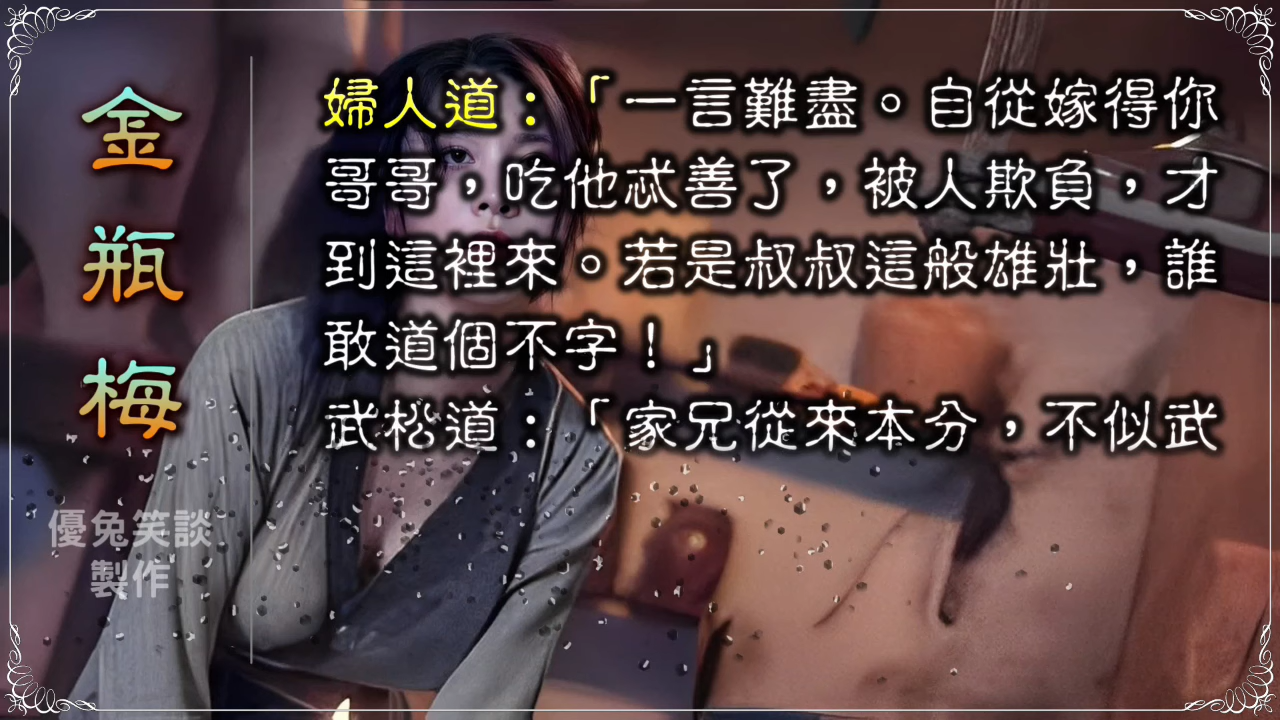 金瓶梅
優兔笑談
製作
婦人道：「一言難盡。自從嫁得你
哥哥，吃他忒善了，被人欺負，才
到這裡來。若是叔叔這般雄壯，誰
敢道個不字！」
武松道：「家兄從來本分，不似武